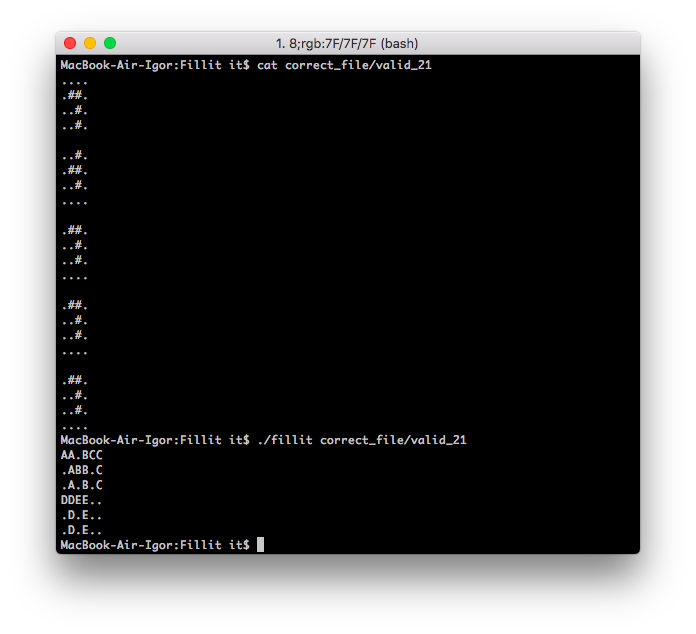 1. 8;rgb:7F/7F/7F (bash)
MacBook-Air-Igor:Fillit it$ cat correct_file/valid_21
....
.##.
..#.
..#.

..#.
.##.
..#.
....

.##.
..#.
..#.
....

.##.
..#.
..#.
....

.##.
..#.
..#.
....
MacBook-Air-Igor:Fillit it$ ./fillit correct_file/valid_21
AA.BCC
.ABB.C
.A.B.C
DDEE..
.D.E..
.D.E..
MacBook-Air-Igor:Fillit it$